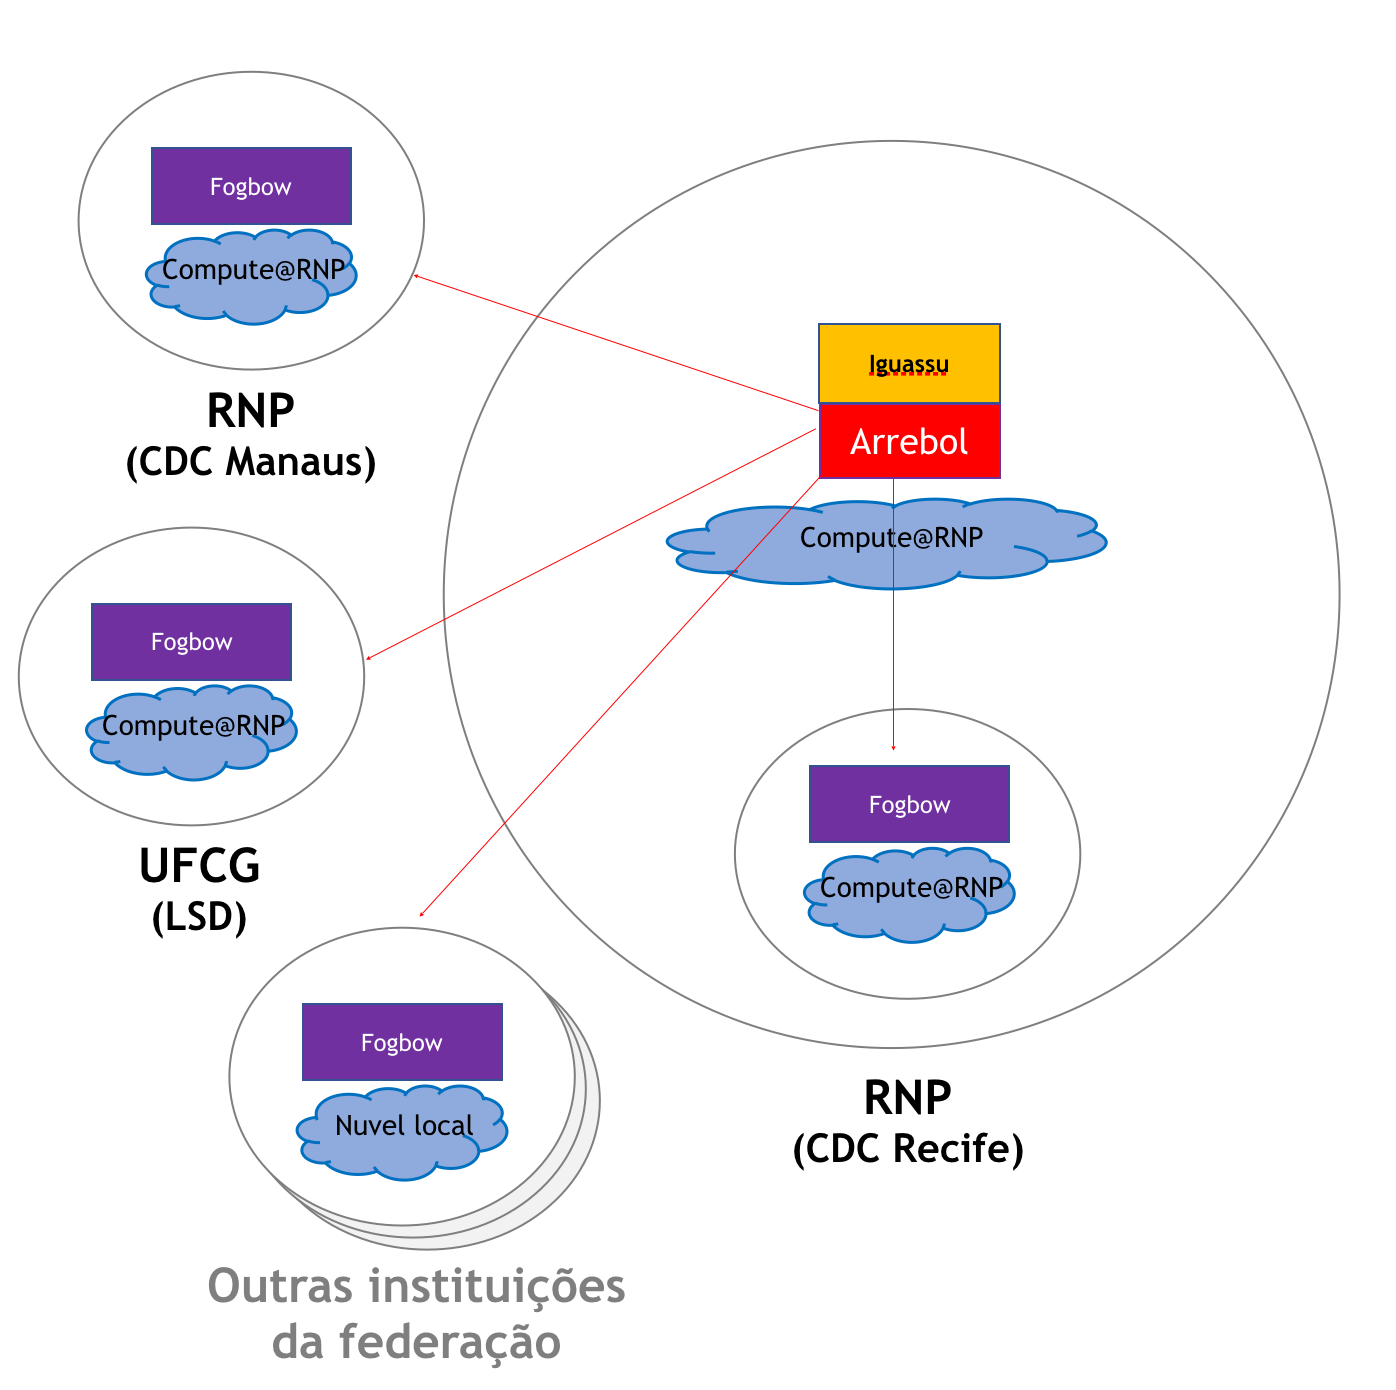 Fogbow
Compute@RNP
RNP
(CDC Manaus)
Iguassu
Arrebol
Compute@RNP
Fogbow
Compute@RNP
UFCG
(LSD)
Fogbow
Compute@RNP
RNP
(CDC Recife)
Fogbow
Nuvel local
Outras instituições
da federação